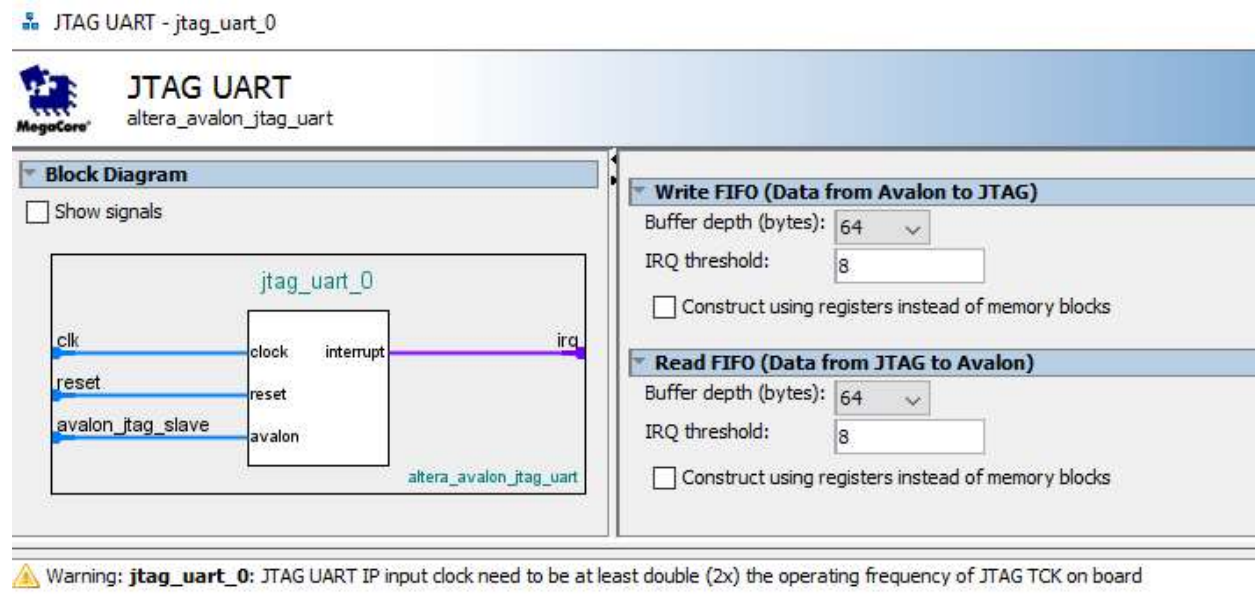 JTAG UART - jtag_uart_0
MegaCore®
JTAG UART
altera_avalon_jtag_uart
Block Diagram
Show signals
jtag_uart_0
clk
clock
interrupt
irq
reset
reset
avalon_jtag_slave
avalon
altera_avalon_jtag_uart
Write FIFO (Data from Avalon to JTAG)
Buffer depth (bytes): 64
IRQ threshold: 8
Construct using registers instead of memory blocks
Read FIFO (Data from JTAG to Avalon)
Buffer depth (bytes): 64
IRQ threshold: 8
Construct using registers instead of memory blocks
Warning: jtag_uart_0: JTAG UART IP input clock need to be at least double (2x) the operating frequency of JTAG TCK on board